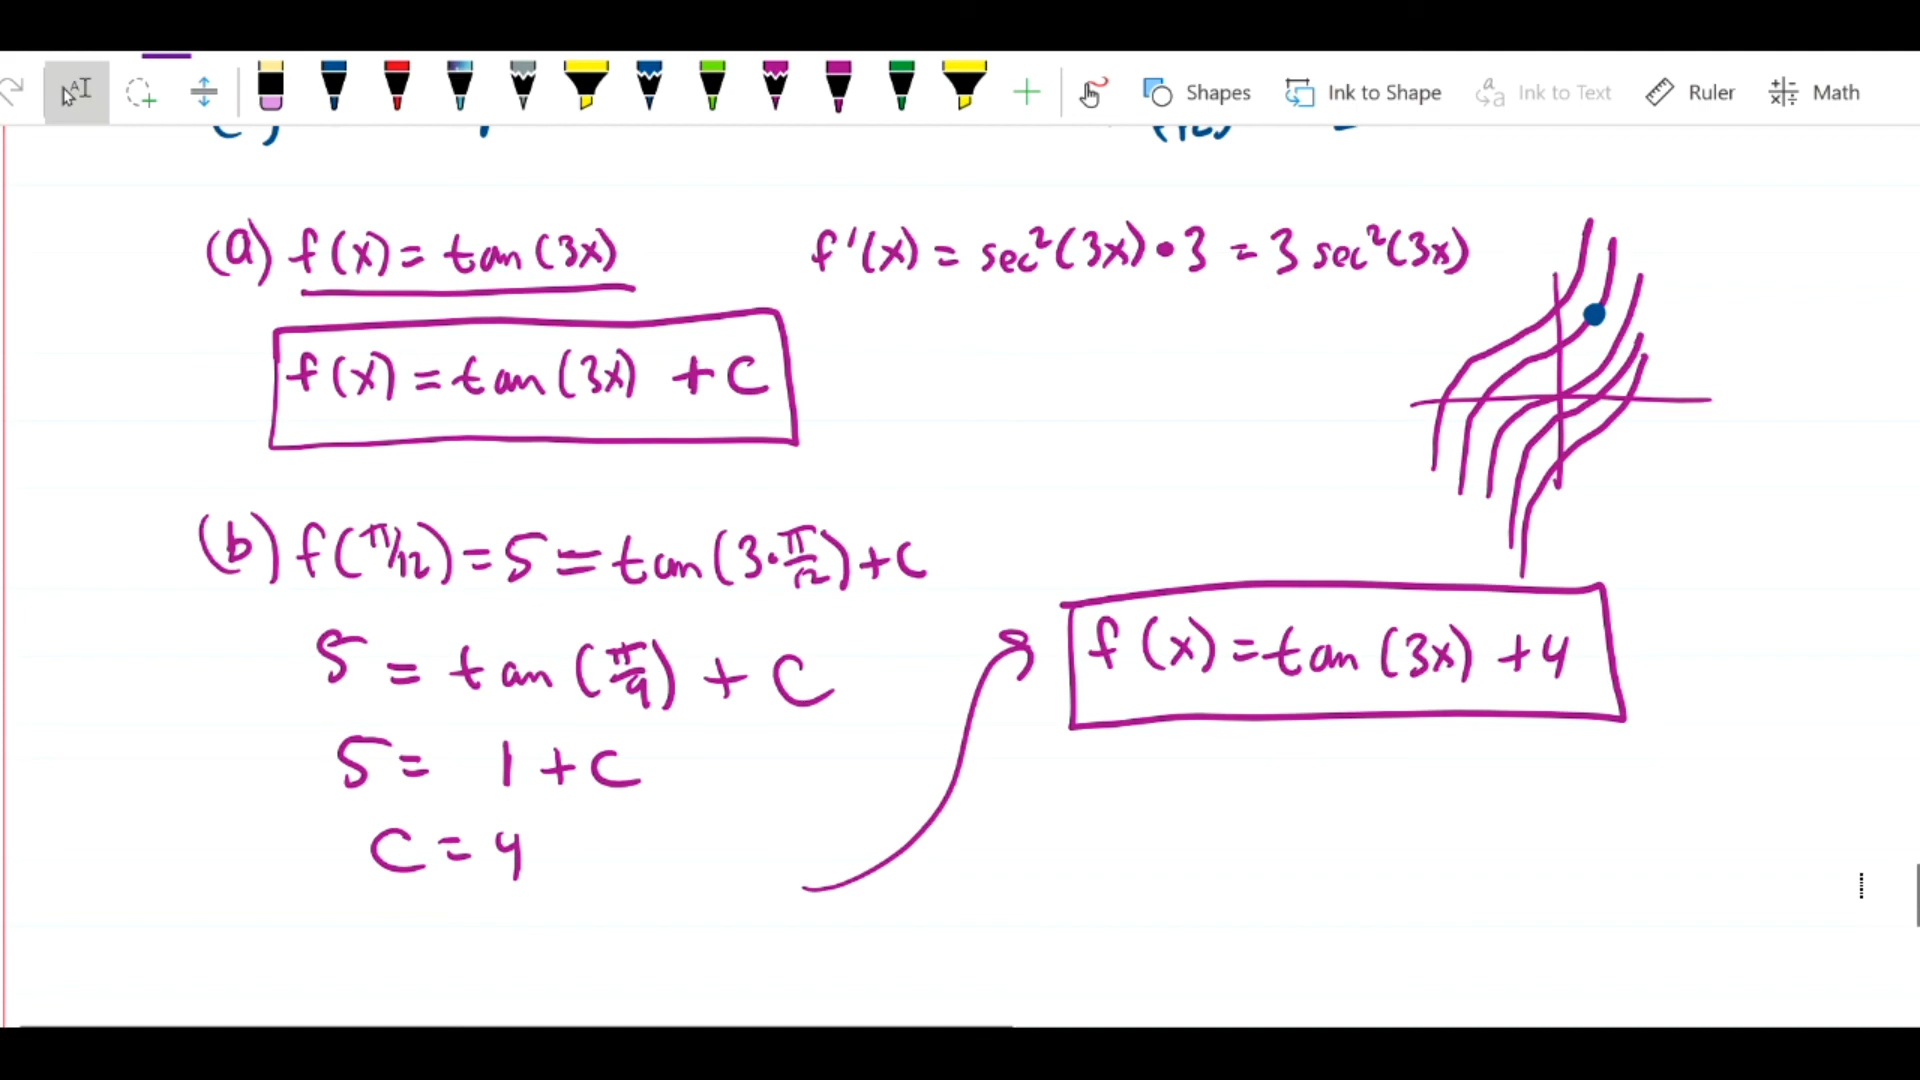 Shapes Ink to Shape Ink to Text Ruler Math
(a) f(x) = tan(3x) f'(x) = sec²(3x)•3 = 3 sec²(3x)
f(x) = tan(3x) + C
(b) f(π/12) = 5 = tan(3•π/12) + C
5 = tan(π/4) + C
5 = 1 + C
C = 4
f(x) = tan(3x) + 4